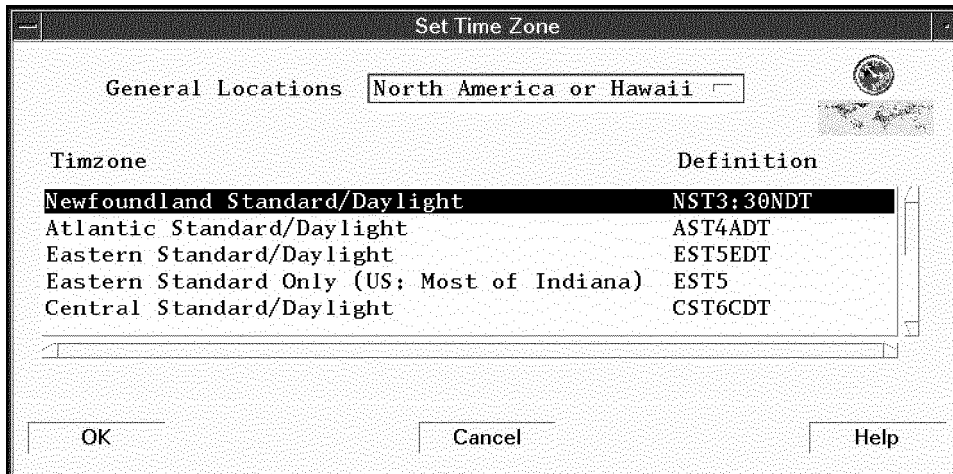 Set Time Zone
General Locations North America or Hawaii
Timzone Definition
Newfoundland Standard/Daylight NST3:30NDT
Atlantic Standard/Daylight AST4ADT
Eastern Standard/Daylight EST5EDT
Eastern Standard Only (US: Most of Indiana) EST5
Central Standard/Daylight CST6CDT
OK Cancel Help